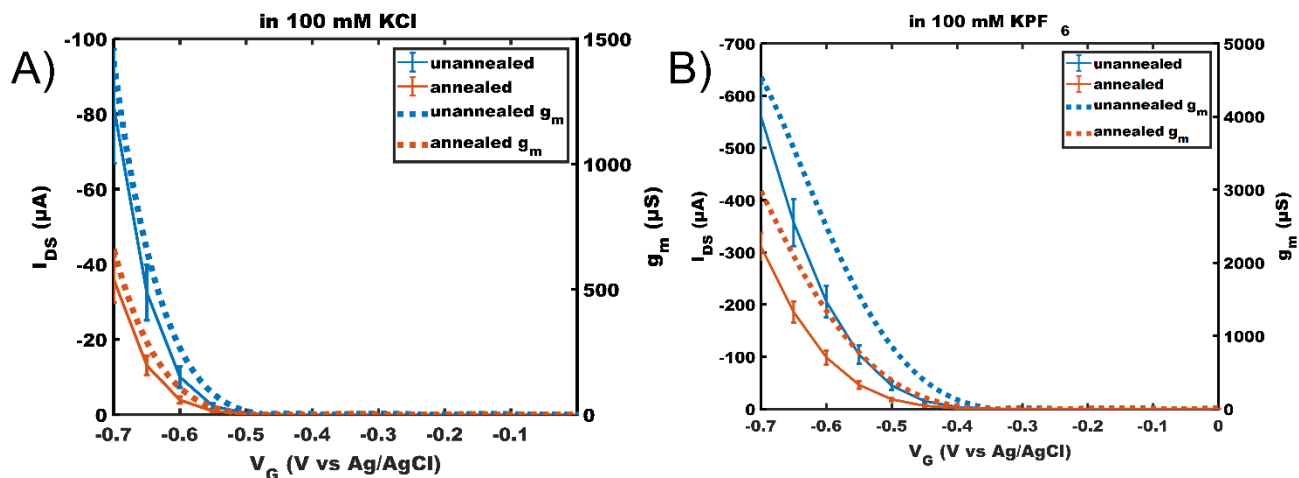 A)
in 100 mM KCl
I_DS (µA)
-100
-80
-60
-40
-20
0
1500
1000
500
0
g_m (µS)
unannealed
annealed
unannealed g_m
annealed g_m
-0.7 -0.6 -0.5 -0.4 -0.3 -0.2 -0.1
V_G (V vs Ag/AgCl)
B)
in 100 mM KPF_6
I_DS (µA)
-700
-600
-500
-400
-300
-200
-100
0
5000
4000
3000
2000
1000
0
g_m (µS)
unannealed
annealed
unannealed g_m
annealed g_m
-0.7 -0.6 -0.5 -0.4 -0.3 -0.2 -0.1 0
V_G (V vs Ag/AgCl)